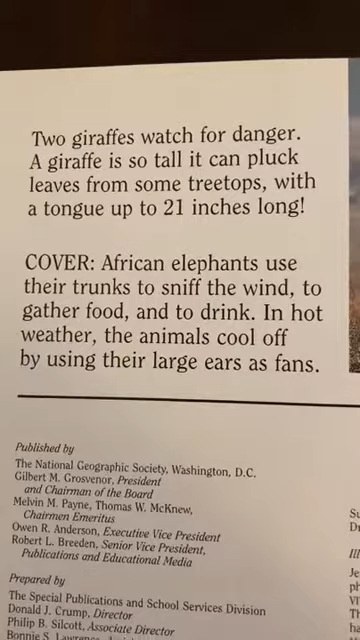 Two giraffes watch for danger.
A giraffe is so tall it can pluck
leaves from some treetops, with
a tongue up to 21 inches long!
COVER: African elephants use
their trunks to sniff the wind, to
gather food, and to drink. In hot
weather, the animals cool off
by using their large ears as fans.
Published by
The National Geographic Society, Washington, D.C.
Gilbert M. Grosvenor, President
and Chairman of the Board
Melvin M. Payne, Thomas W. McKnew,
Chairmen Emeritus
Owen R. Anderson, Executive Vice President
Robert L. Breeden, Senior Vice President,
Publications and Educational Media
Prepared by
The Special Publications and School Services Division
Donald J. Crump, Director
Philip B. Silcott, Associate Director
Bonnie S. Lawrence,